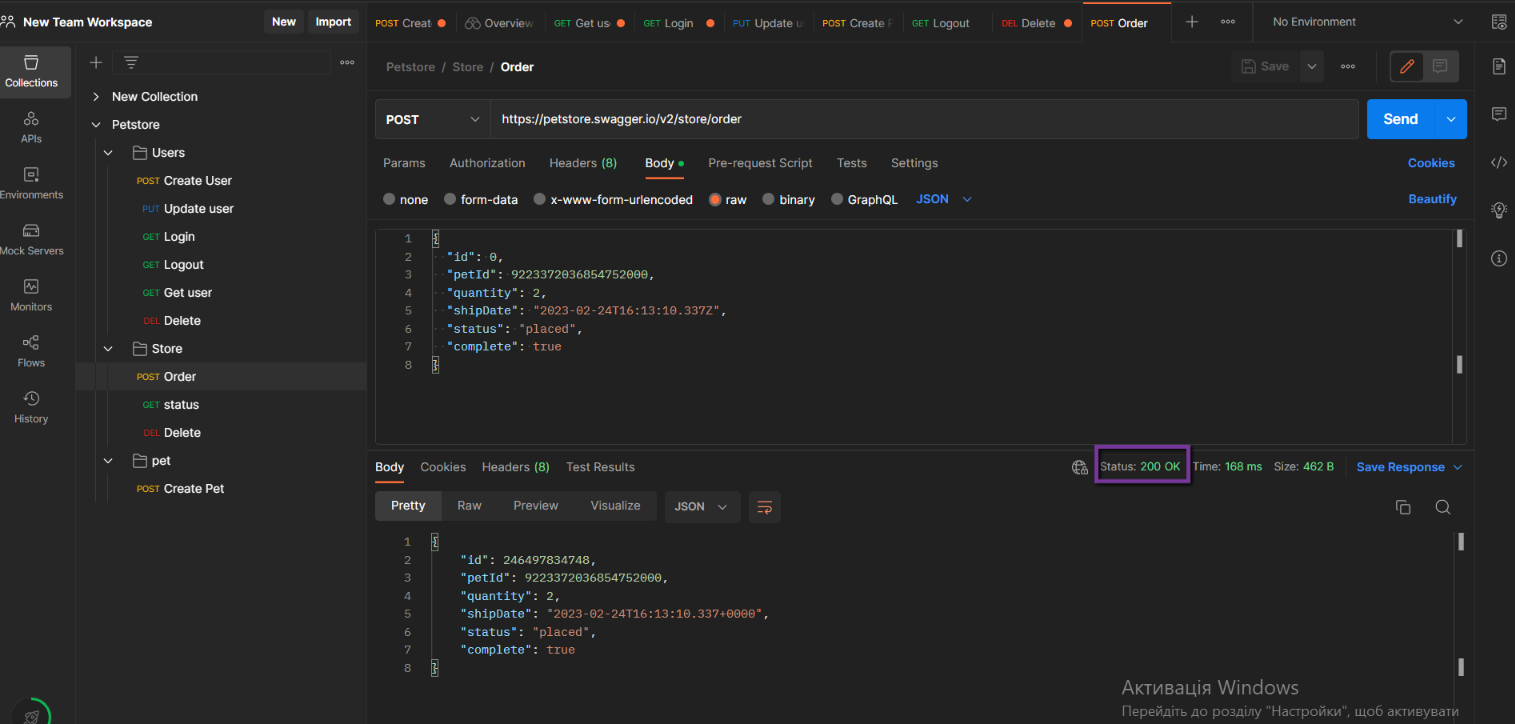 New Team Workspace New Import POST Create Overview GET Get us GET Login PUT Update u POST Create P GET Logout DEL Delete POST Order No Environment
Petstore / Store / Order Save
Collections
APIs
Environments
Mock Servers
Monitors
Flows
History
New Collection
Petstore
Users
POST Create User
PUT Update user
GET Login
GET Logout
GET Get user
DEL Delete
Store
POST Order
GET status
DEL Delete
pet
POST Create Pet
POST https://petstore.swagger.io/v2/store/order Send
Params Authorization Headers (8) Body Pre-request Script Tests Settings Cookies
none form-data x-www-form-urlencoded raw binary GraphQL JSON Beautify
1 {
2 "id": 0,
3 "petId": 9223372036854752000,
4 "quantity": 2,
5 "shipDate": "2023-02-24T16:13:10.337Z",
6 "status": "placed",
7 "complete": true
8 }
Body Cookies Headers (8) Test Results Status: 200 OK Time: 168 ms Size: 462 B Save Response
Pretty Raw Preview Visualize JSON
1 {
2 "id": 246497834748,
3 "petId": 9223372036854752000,
4 "quantity": 2,
5 "shipDate": "2023-02-24T16:13:10.337+0000",
6 "status": "placed",
7 "complete": true
8 }
Активація Windows
Перейдіть до розділу "Настройки", щоб активувати